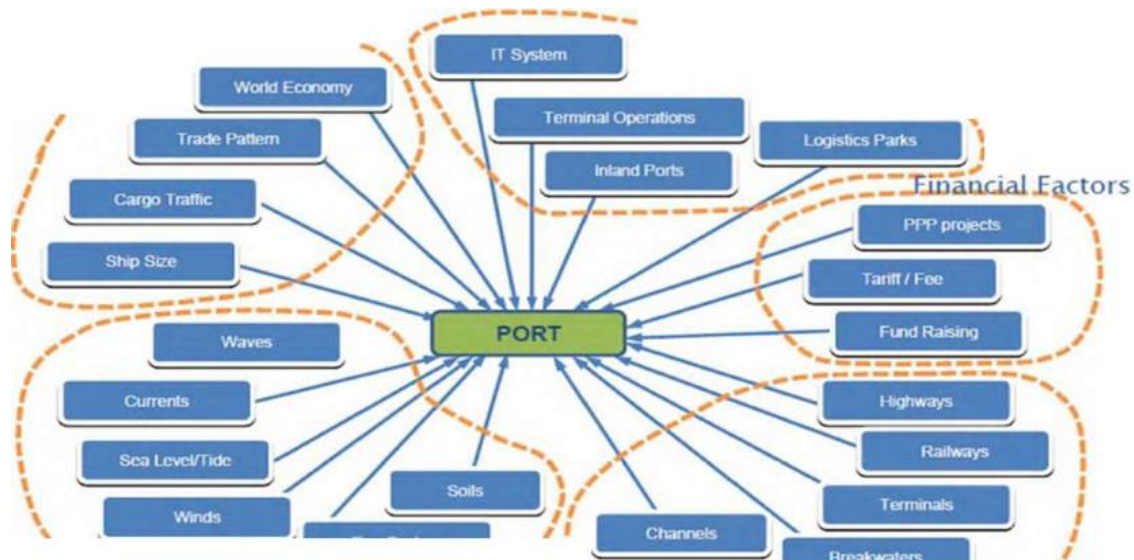 IT System
World Economy
Terminal Operations
Trade Pattern
Logistics Parks
Inland Ports
Financial Factors
Cargo Traffic
PPP projects
Ship Size
Tariff / Fee
PORT
Fund Raising
Waves
Currents
Highways
Sea Level/Tide
Railways
Soils
Terminals
Winds
Channels
Breakwaters